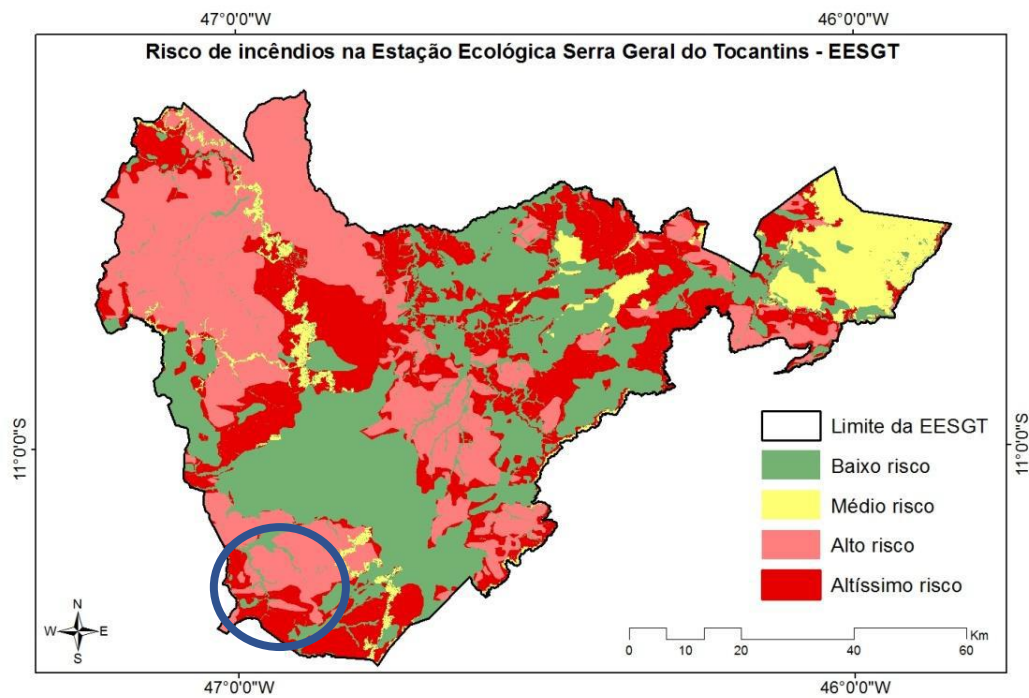 47°0'0"W
46°0'0"W
Risco de incêndios na Estação Ecológica Serra Geral do Tocantins - EESGT
11°0'0"S
11°0'0"S
Limite da EESGT
Baixo risco
Médio risco
Alto risco
Altíssimo risco
N
W
E
S
Km
0
10
20
40
60
47°0'0"W
46°0'0"W